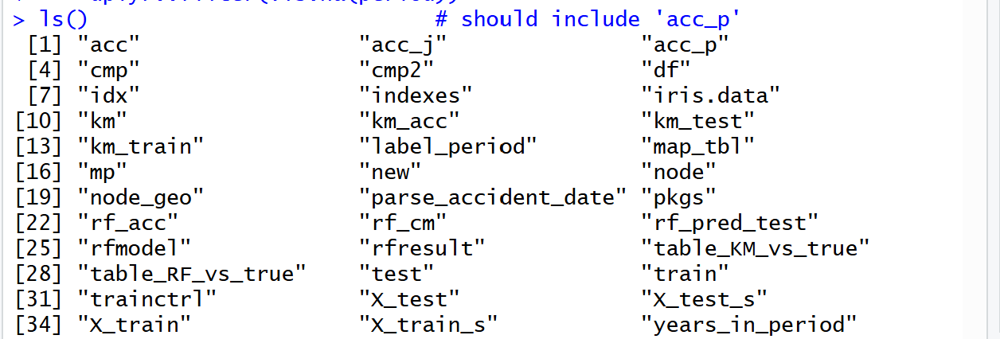 > ls()                               # should include 'acc_p'
 [1] "acc"                 "acc_j"               "acc_p"
 [4] "cmp"                 "cmp2"                "df"
 [7] "idx"                 "indexes"             "iris.data"
[10] "km"                  "km_acc"              "km_test"
[13] "km_train"            "label_period"        "map_tbl"
[16] "mp"                  "new"                 "node"
[19] "node_geo"            "parse_accident_date" "pkgs"
[22] "rf_acc"              "rf_cm"               "rf_pred_test"
[25] "rfmodel"             "rfresult"            "table_KM_vs_true"
[28] "table_RF_vs_true"    "test"                "train"
[31] "trainctrl"           "X_test"              "X_test_s"
[34] "X_train"             "X_train_s"           "years_in_period"